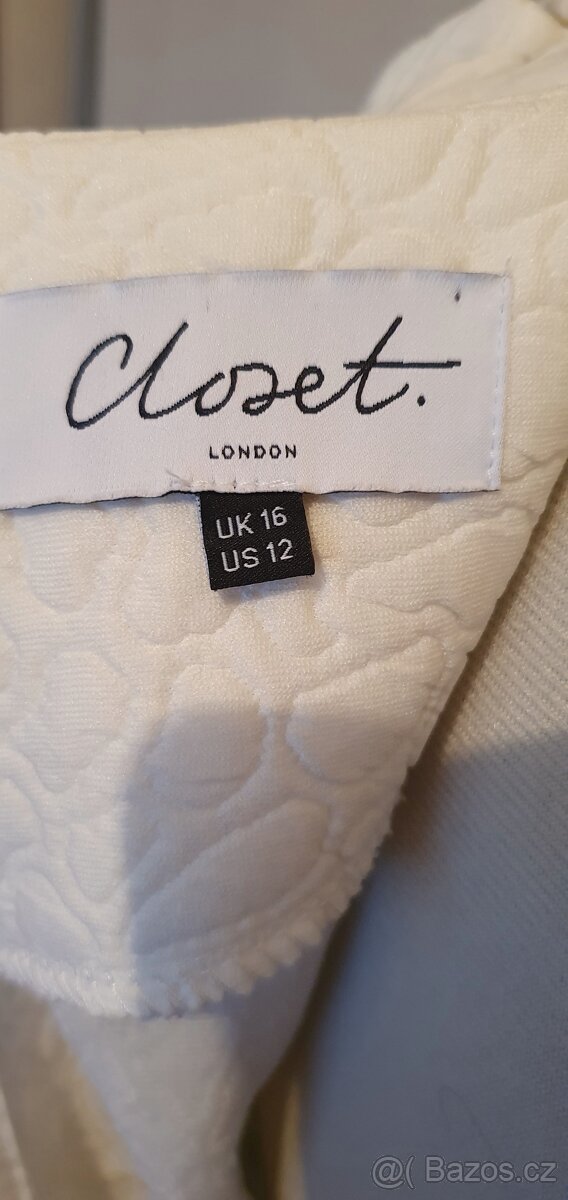 Closet.
LONDON
UK 16
US 12
@( Bazos.cz